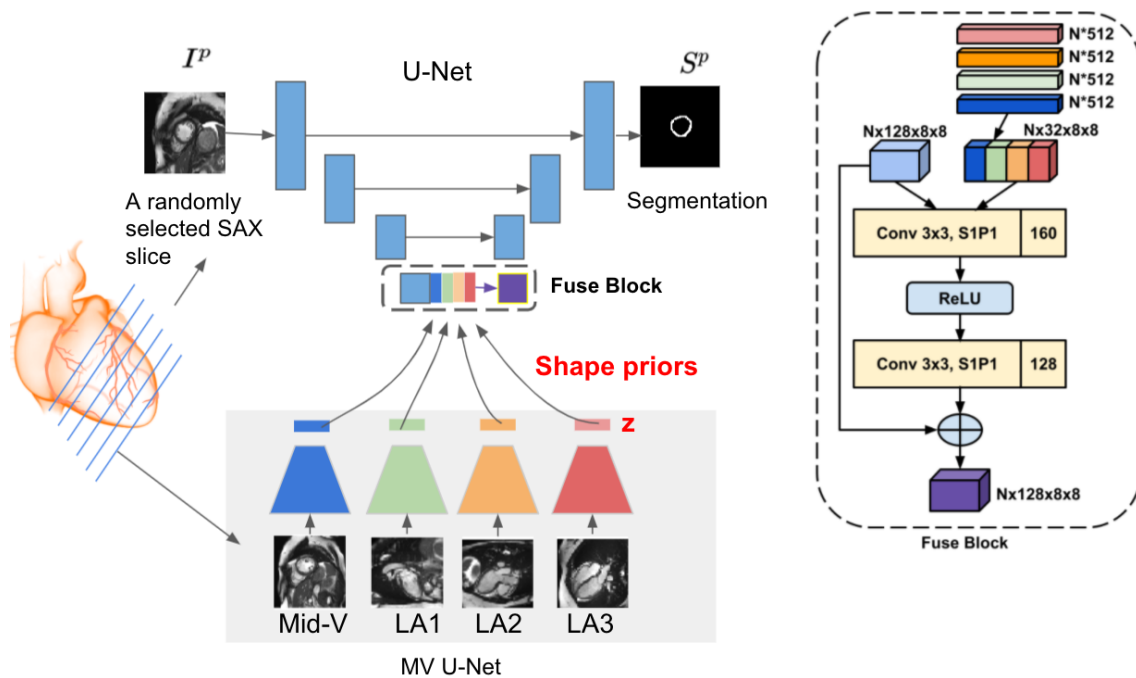 I^p
U-Net
S^p
A randomly
selected SAX
slice
Segmentation
Fuse Block
Shape priors
z
Mid-V
LA1
LA2
LA3
MV U-Net
N*512
N*512
N*512
N*512
Nx128x8x8
Nx32x8x8
Conv 3x3, S1P1
160
ReLU
Conv 3x3, S1P1
128
Nx128x8x8
Fuse Block